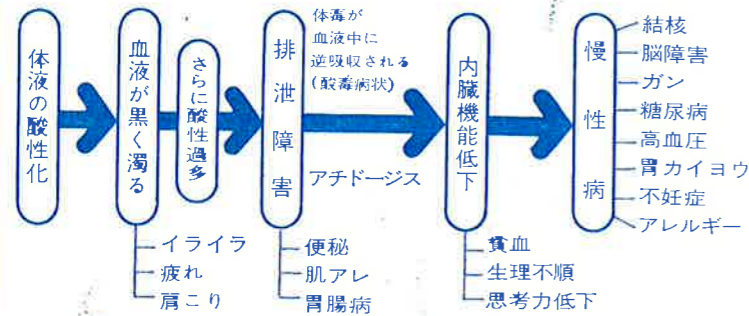 体液の酸性化
血液が黒く濁る
イライラ
疲れ
肩こり
さらに酸性過多
排泄障害
便秘
肌アレ
胃腸病
体毒が
血液中に
逆吸収される
(酸毒病状)
アチドージス
内臓機能低下
貧血
生理不順
思考力低下
慢性病
結核
脳障害
ガン
糖尿病
高血圧
胃カイヨウ
不妊症
アレルギー